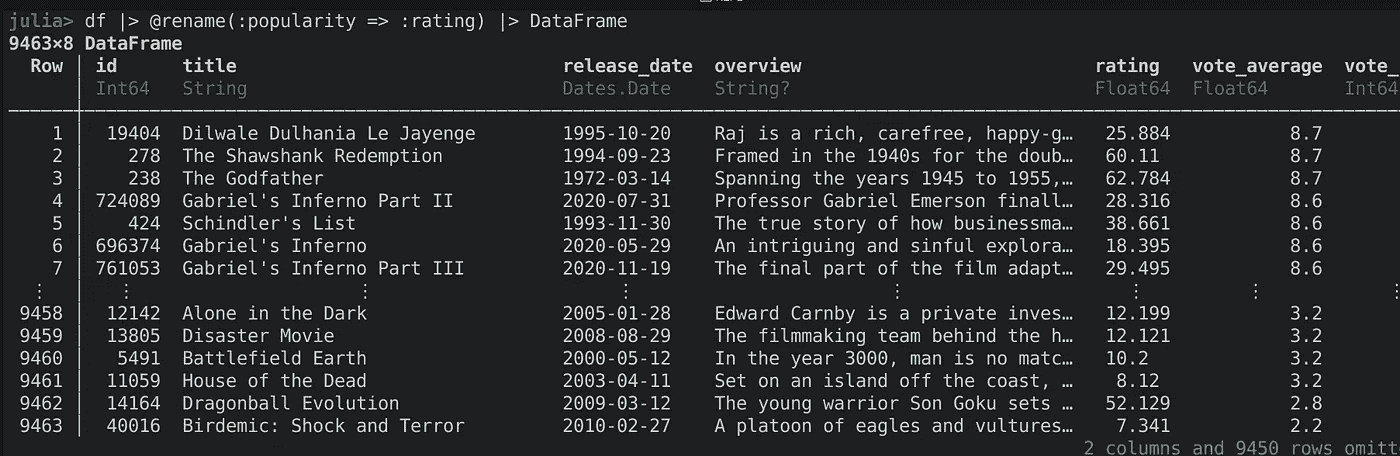 julia> df |> @rename(:popularity => :rating) |> DataFrame
9463×8 DataFrame
Row │ id title release_date overview rating vote_average vote_
│ Int64 String Dates.Date String? Float64 Float64 Int64
1 │ 19404 Dilwale Dulhania Le Jayenge 1995-10-20 Raj is a rich, carefree, happy-g… 25.884 8.7
2 │ 278 The Shawshank Redemption 1994-09-23 Framed in the 1940s for the doub… 60.11 8.7
3 │ 238 The Godfather 1972-03-14 Spanning the years 1945 to 1955,… 62.784 8.7
4 │ 724089 Gabriel's Inferno Part II 2020-07-31 Professor Gabriel Emerson finall… 28.316 8.6
5 │ 424 Schindler's List 1993-11-30 The true story of how businessma… 38.661 8.6
6 │ 696374 Gabriel's Inferno 2020-05-29 An intriguing and sinful explora… 18.395 8.6
7 │ 761053 Gabriel's Inferno Part III 2020-11-19 The final part of the film adapt… 29.495 8.6
⋮ │ ⋮ ⋮ ⋮ ⋮ ⋮ ⋮ ⋮
9458 │ 12142 Alone in the Dark 2005-01-28 Edward Carnby is a private inves… 12.199 3.2
9459 │ 13805 Disaster Movie 2008-08-29 The filmmaking team behind the h… 12.121 3.2
9460 │ 5491 Battlefield Earth 2000-05-12 In the year 3000, man is no matc… 10.2 3.2
9461 │ 11059 House of the Dead 2003-04-11 Set on an island off the coast, … 8.12 3.2
9462 │ 14164 Dragonball Evolution 2009-03-12 The young warrior Son Goku sets … 52.129 2.8
9463 │ 40016 Birdemic: Shock and Terror 2010-02-27 A platoon of eagles and vultures… 7.341 2.2
2 columns and 9450 rows omitt